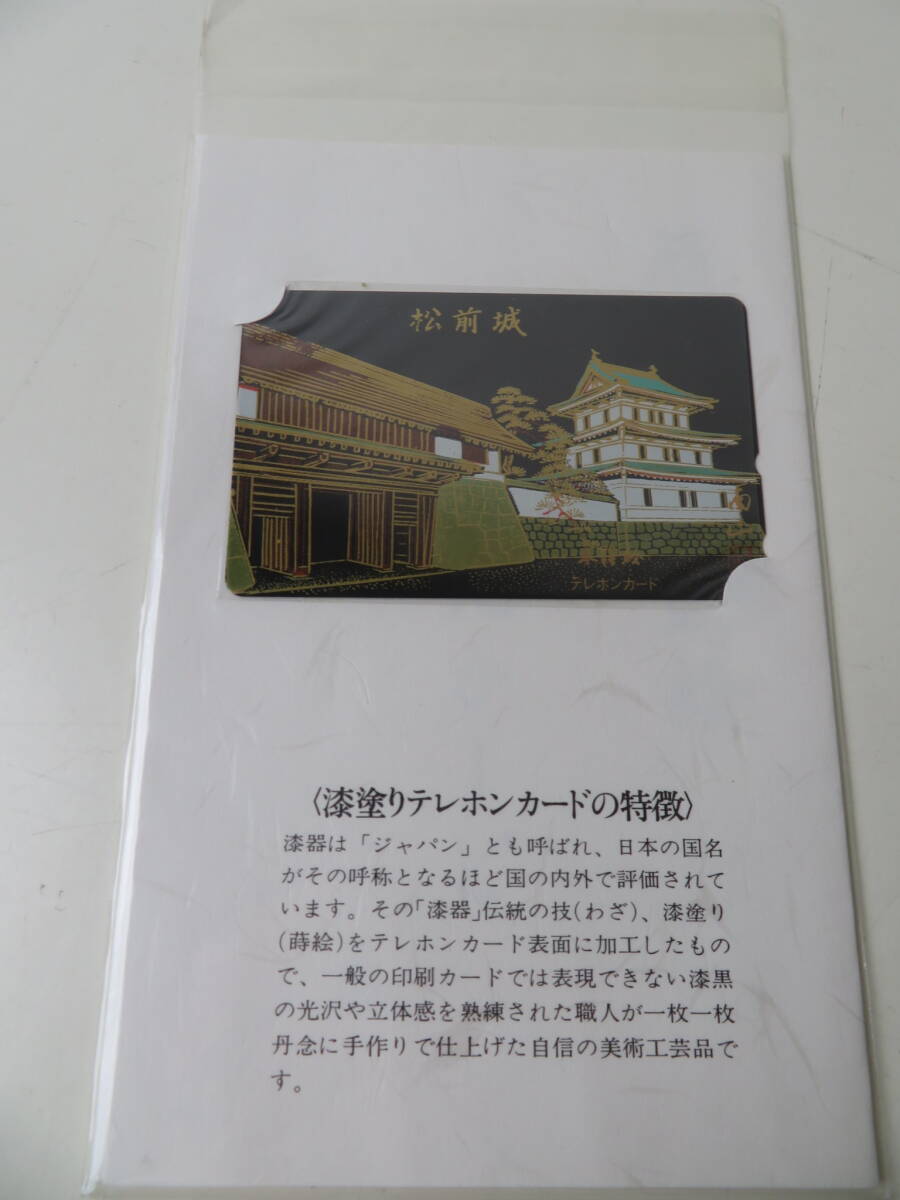 松前城
テレホンカード
〈漆塗りテレホンカードの特徴〉
漆器は「ジャパン」とも呼ばれ、日本の国名
がその呼称となるほど国の内外で評価されて
います。その「漆器」伝統の技(わざ)、漆塗り
(蒔絵)をテレホンカード表面に加工したもの
で、一般の印刷カードでは表現できない漆黒
の光沢や立体感を熟練された職人が一枚一枚
丹念に手作りで仕上げた自信の美術工芸品で
す。